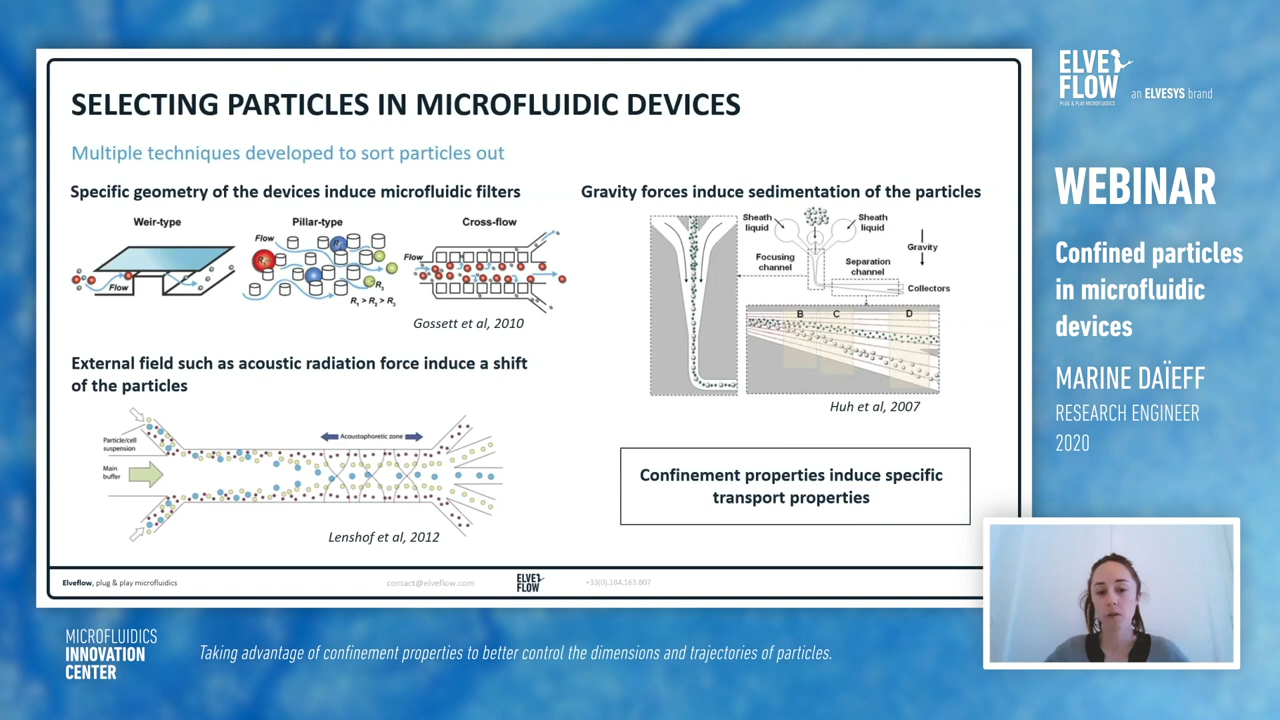 SELECTING PARTICLES IN MICROFLUIDIC DEVICES
Multiple techniques developed to sort particles out
Specific geometry of the devices induce microfluidic filters
Weir-type
Pillar-type
Cross-flow
Flow
Flow
Flow
R₃
R₁ > R₂ > R₃
Gossett et al, 2010
External field such as acoustic radiation force induce a shift
of the particles
Particle/cell
suspension
Main
buffer
Acoustophoretic zone
Lenshof et al, 2012
Gravity forces induce sedimentation of the particles
Sheath
liquid
Sheath
liquid
Gravity
Focusing
channel
Separation
channel
Collectors
B
C
D
Huh et al, 2007
Confinement properties induce specific
transport properties
Elveflow, plug & play microfluidics
contact@elveflow.com
ELVE
FLOW
+33(0).184.163.807
ELVE
FLOW
PLUG & PLAY MICROFLUIDICS
an ELVESYS brand
WEBINAR
Confined particles
in microfluidic
devices
MARINE DAÏEFF
RESEARCH ENGINEER
2020
MICROFLUIDICS
INNOVATION
CENTER
Taking advantage of confinement properties to better control the dimensions and trajectories of particles.